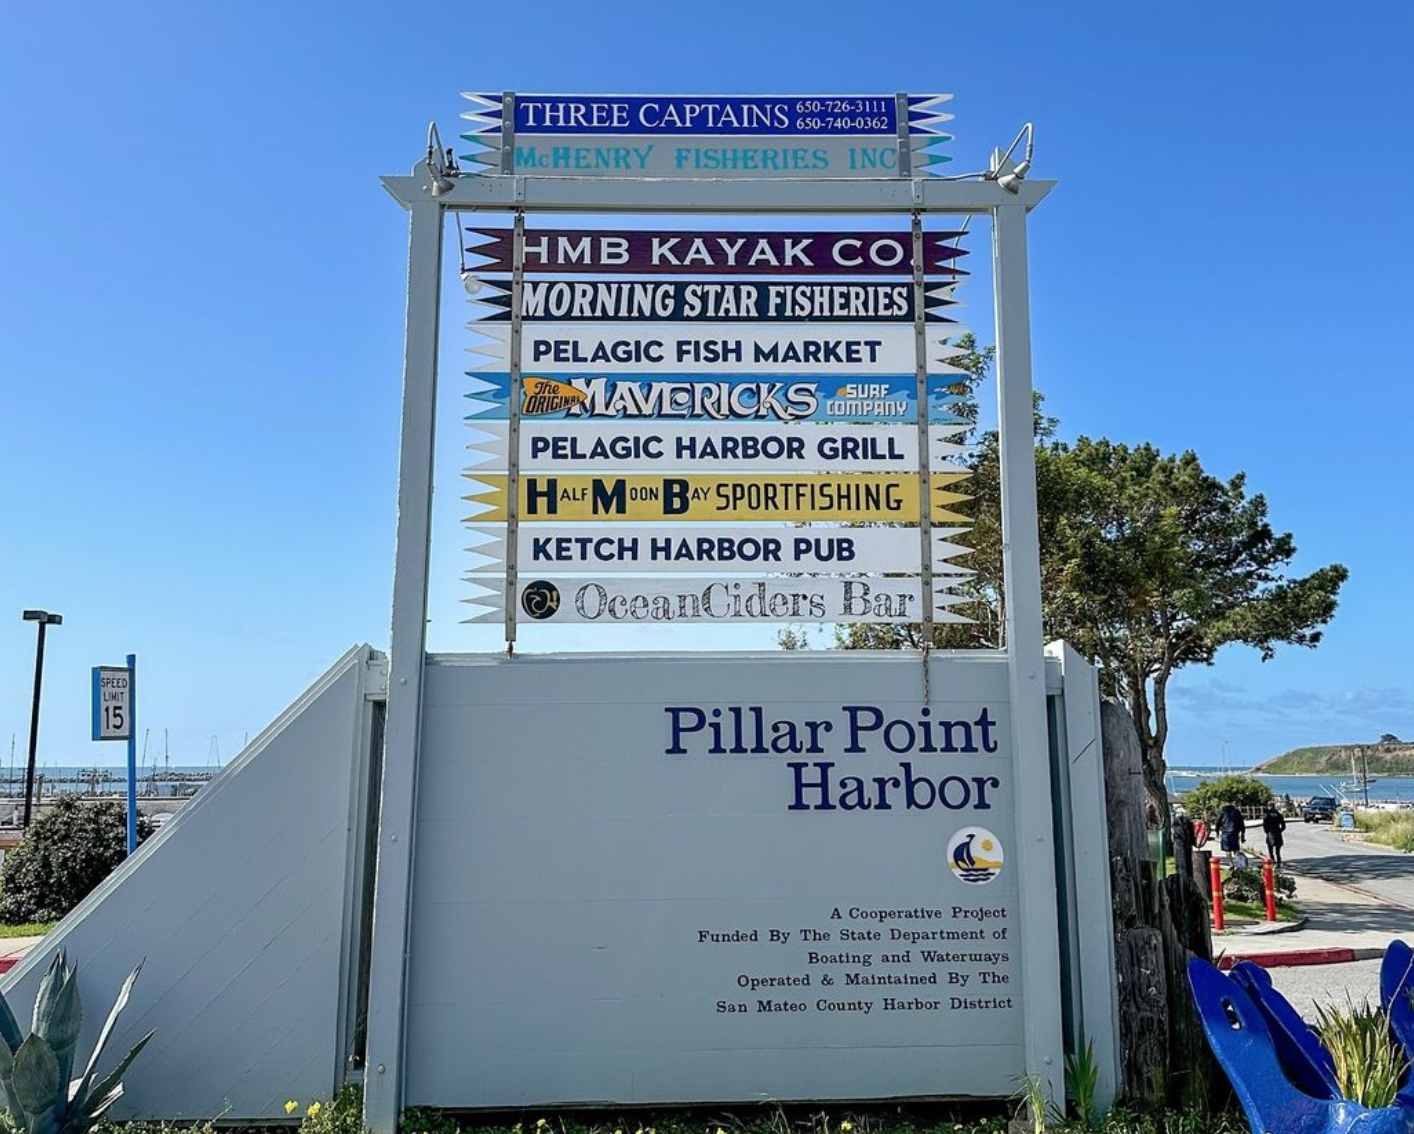 THREE CAPTAINS 650-726-3111
650-740-0362
McHENRY FISHERIES INC
HMB KAYAK CO.
MORNING STAR FISHERIES
PELAGIC FISH MARKET
The ORIGINAL MAVERICKS SURF COMPANY
PELAGIC HARBOR GRILL
HALF MOON BAY SPORTFISHING
KETCH HARBOR PUB
OceanCiders Bar
SPEED
LIMIT
15
Pillar Point
Harbor
A Cooperative Project
Funded By The State Department of
Boating and Waterways
Operated & Maintained By The
San Mateo County Harbor District